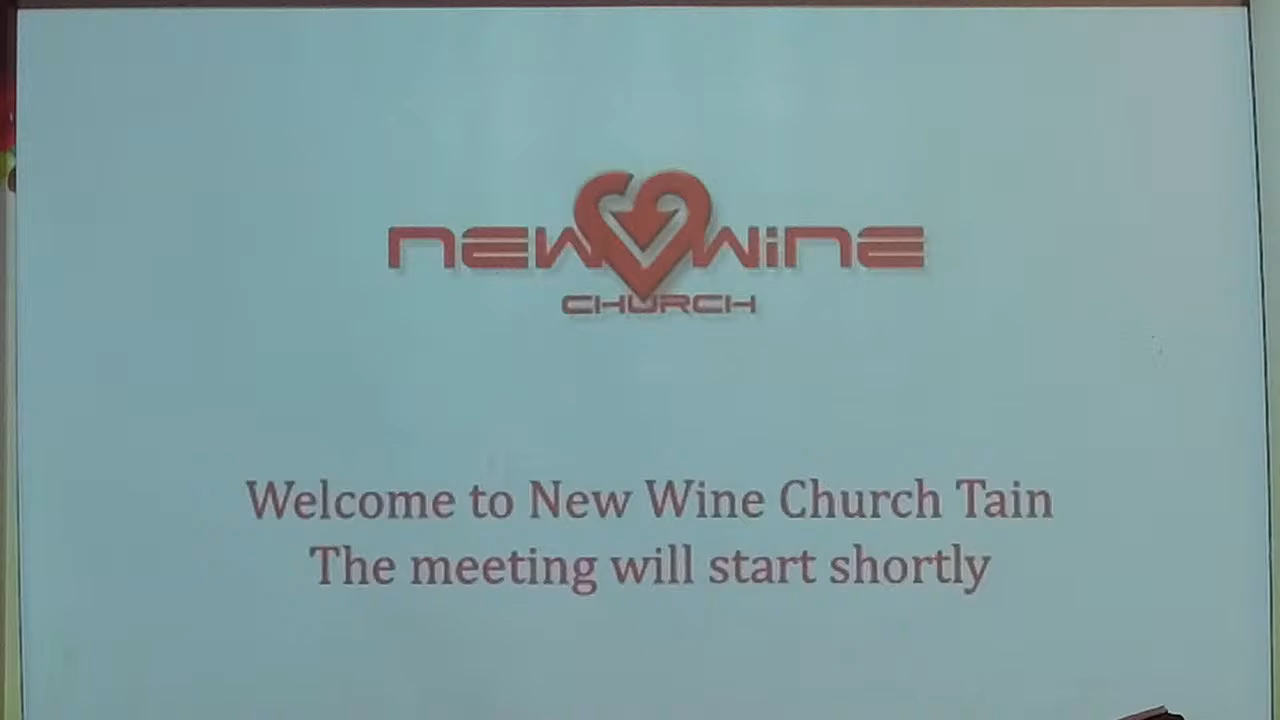 NEW WINE
CHURCH
Welcome to New Wine Church Tain
The meeting will start shortly